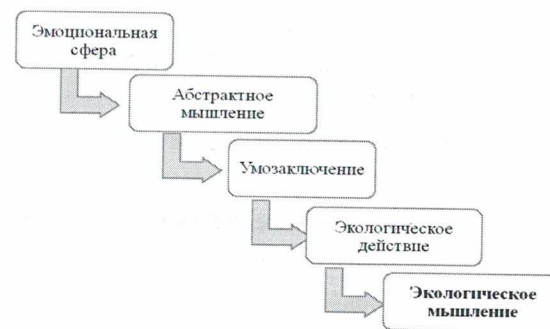 Эмоциональная
сфера
Абстрактное
мышление
Умозаключение
Экологическое
действие
Экологическое
мышление